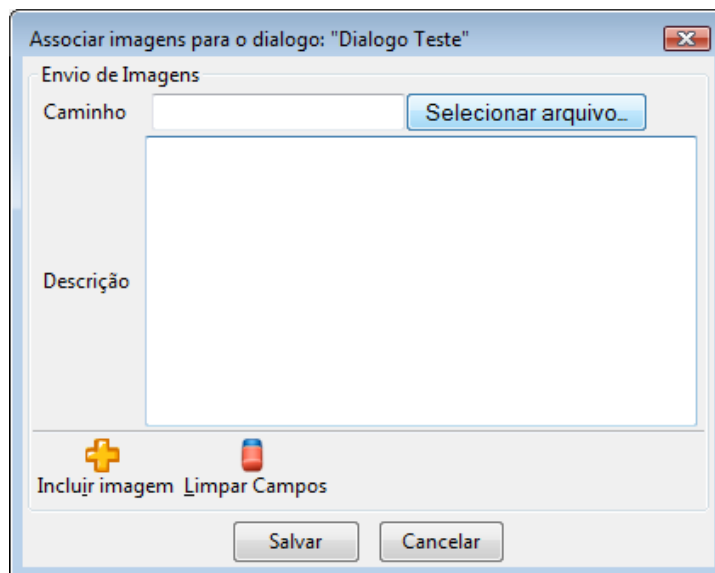 Associar imagens para o dialogo: "Dialogo Teste"
Envio de Imagens
Caminho
Selecionar arquivo...
Descrição
Incluir imagem Limpar Campos
Salvar Cancelar